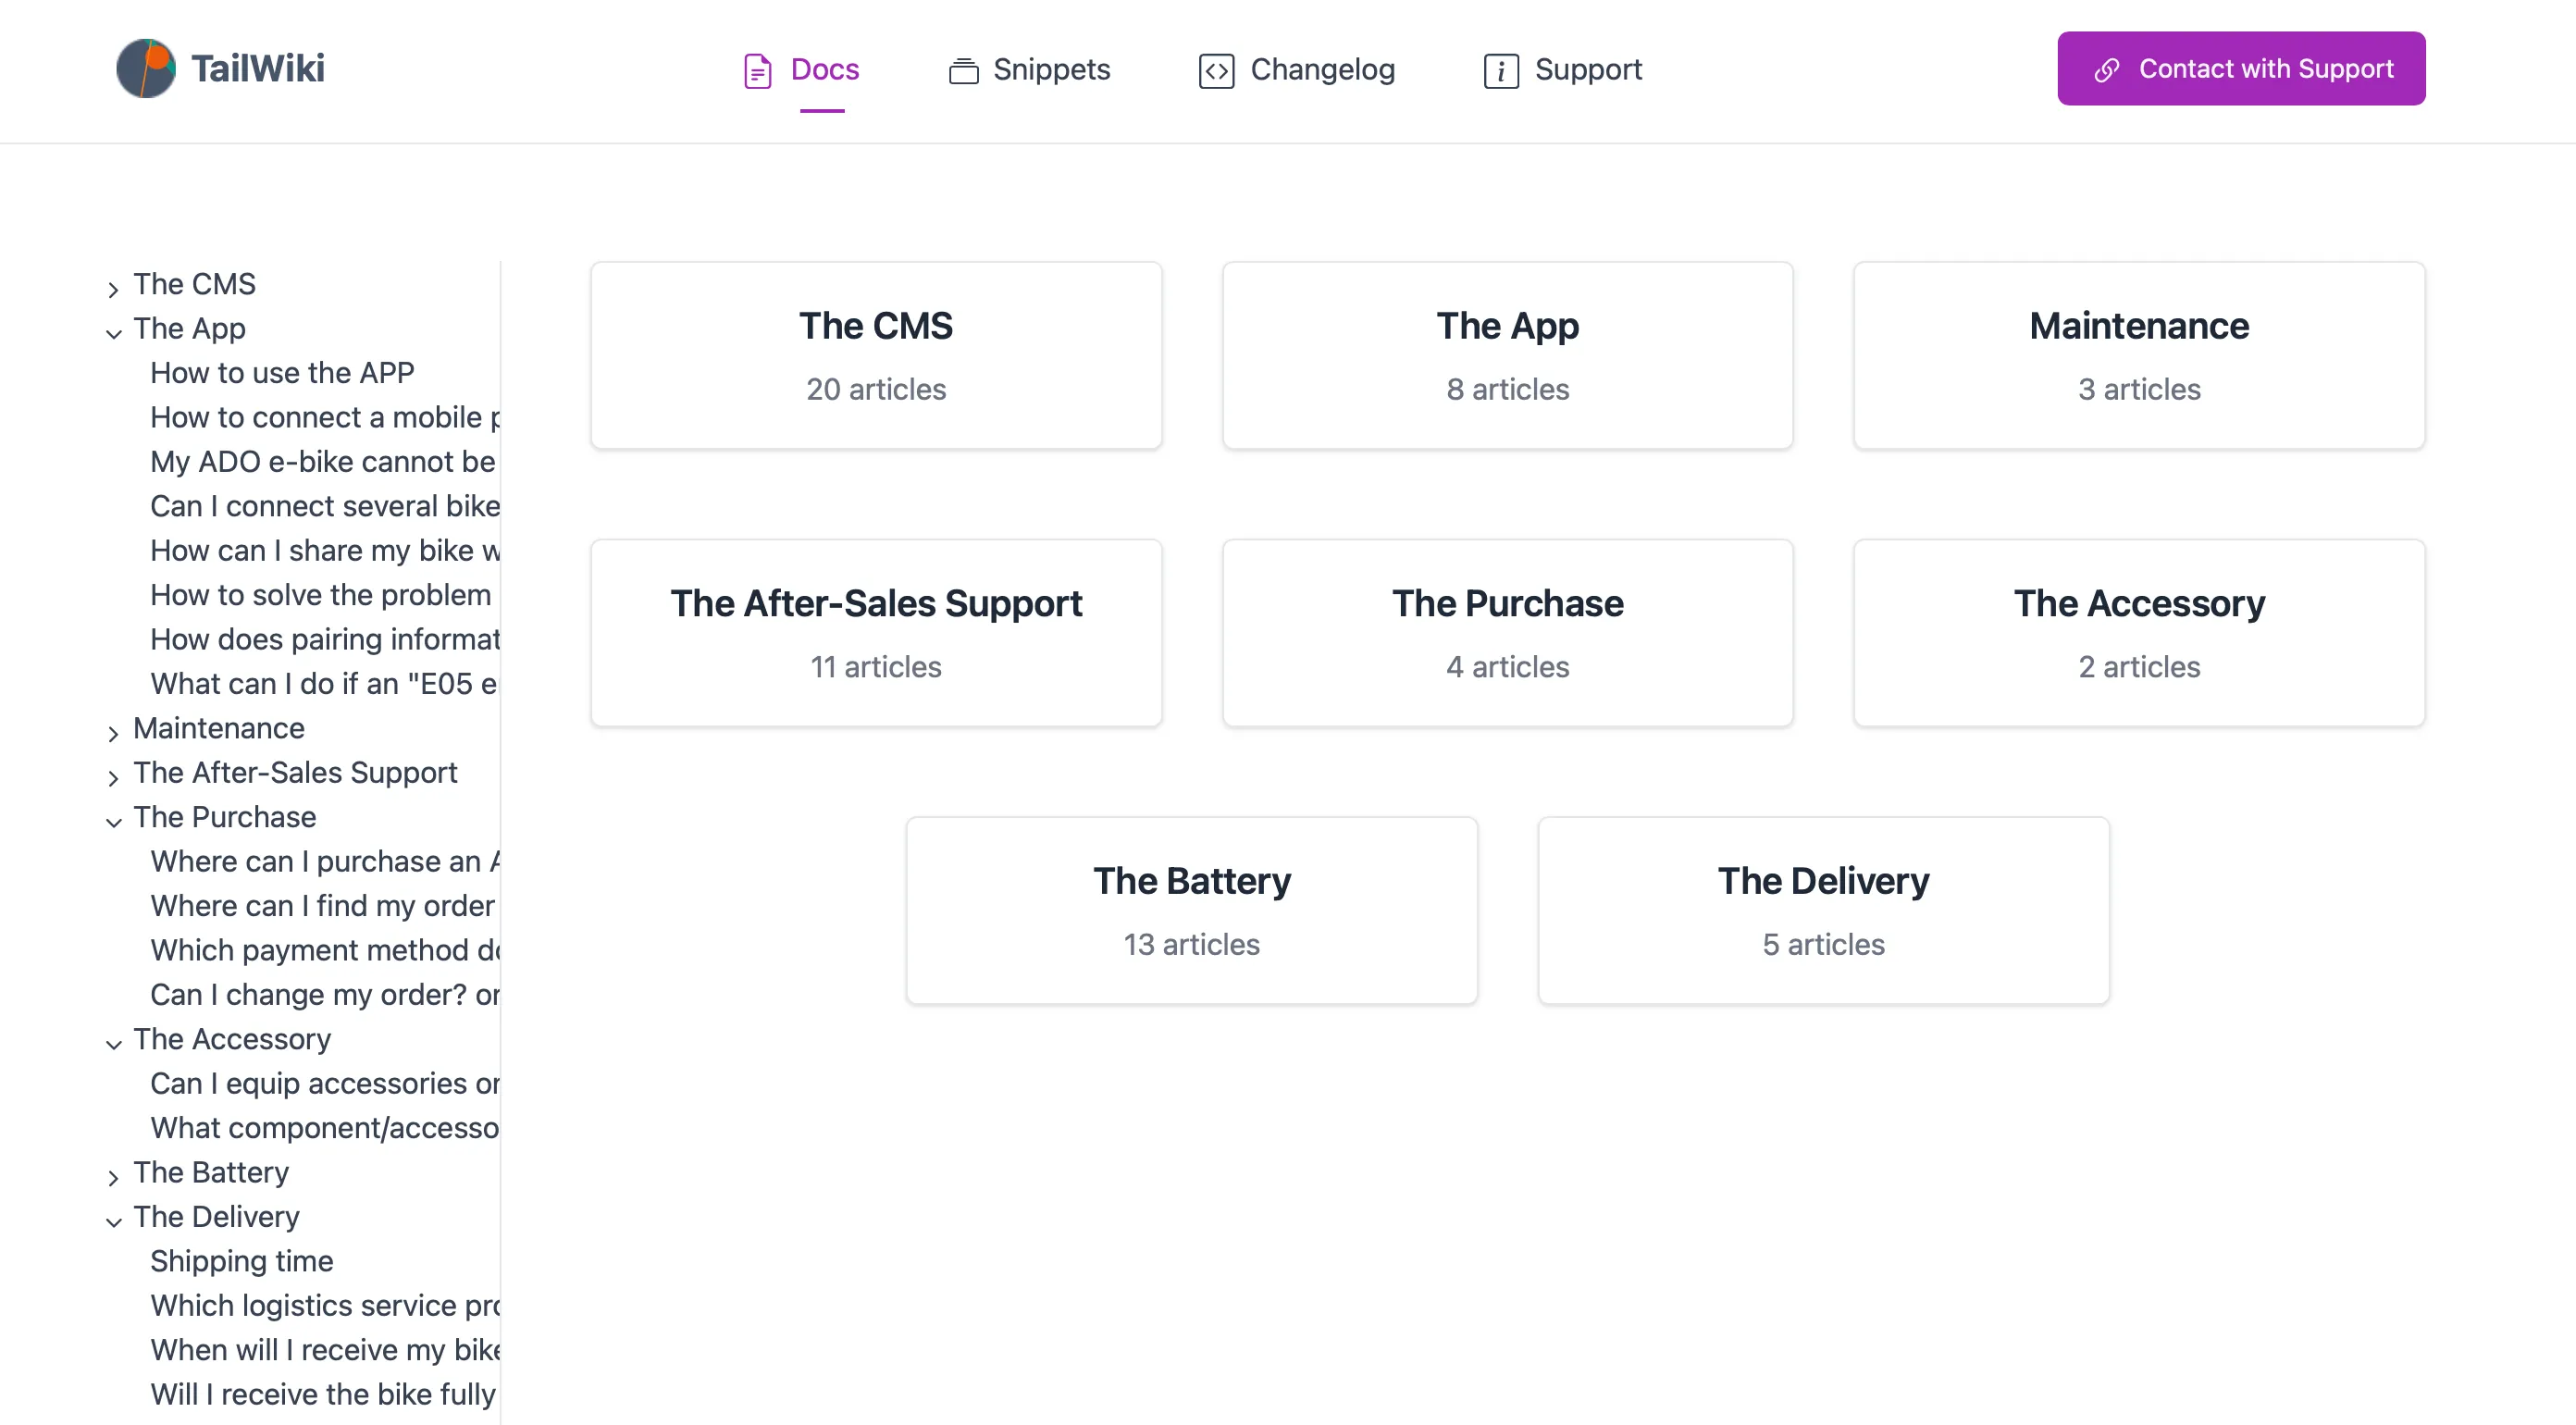 TailWiki
Docs
Snippets
Changelog
Support
Contact with Support
The CMS
The App
How to use the APP
How to connect a mobile
My ADO e-bike cannot be
Can I connect several bike
How can I share my bike
How to solve the problem
How does pairing informat
What can I do if an "E05
Maintenance
The After-Sales Support
The Purchase
Where can I purchase an
Where can I find my order
Which payment method
Can I change my order? or
The Accessory
Can I equip accessories or
What component/accesso
The Battery
The Delivery
Shipping time
Which logistics service
When will I receive my bike
Will I receive the bike fully
The CMS
20 articles
The App
8 articles
Maintenance
3 articles
The After-Sales Support
11 articles
The Purchase
4 articles
The Accessory
2 articles
The Battery
13 articles
The Delivery
5 articles